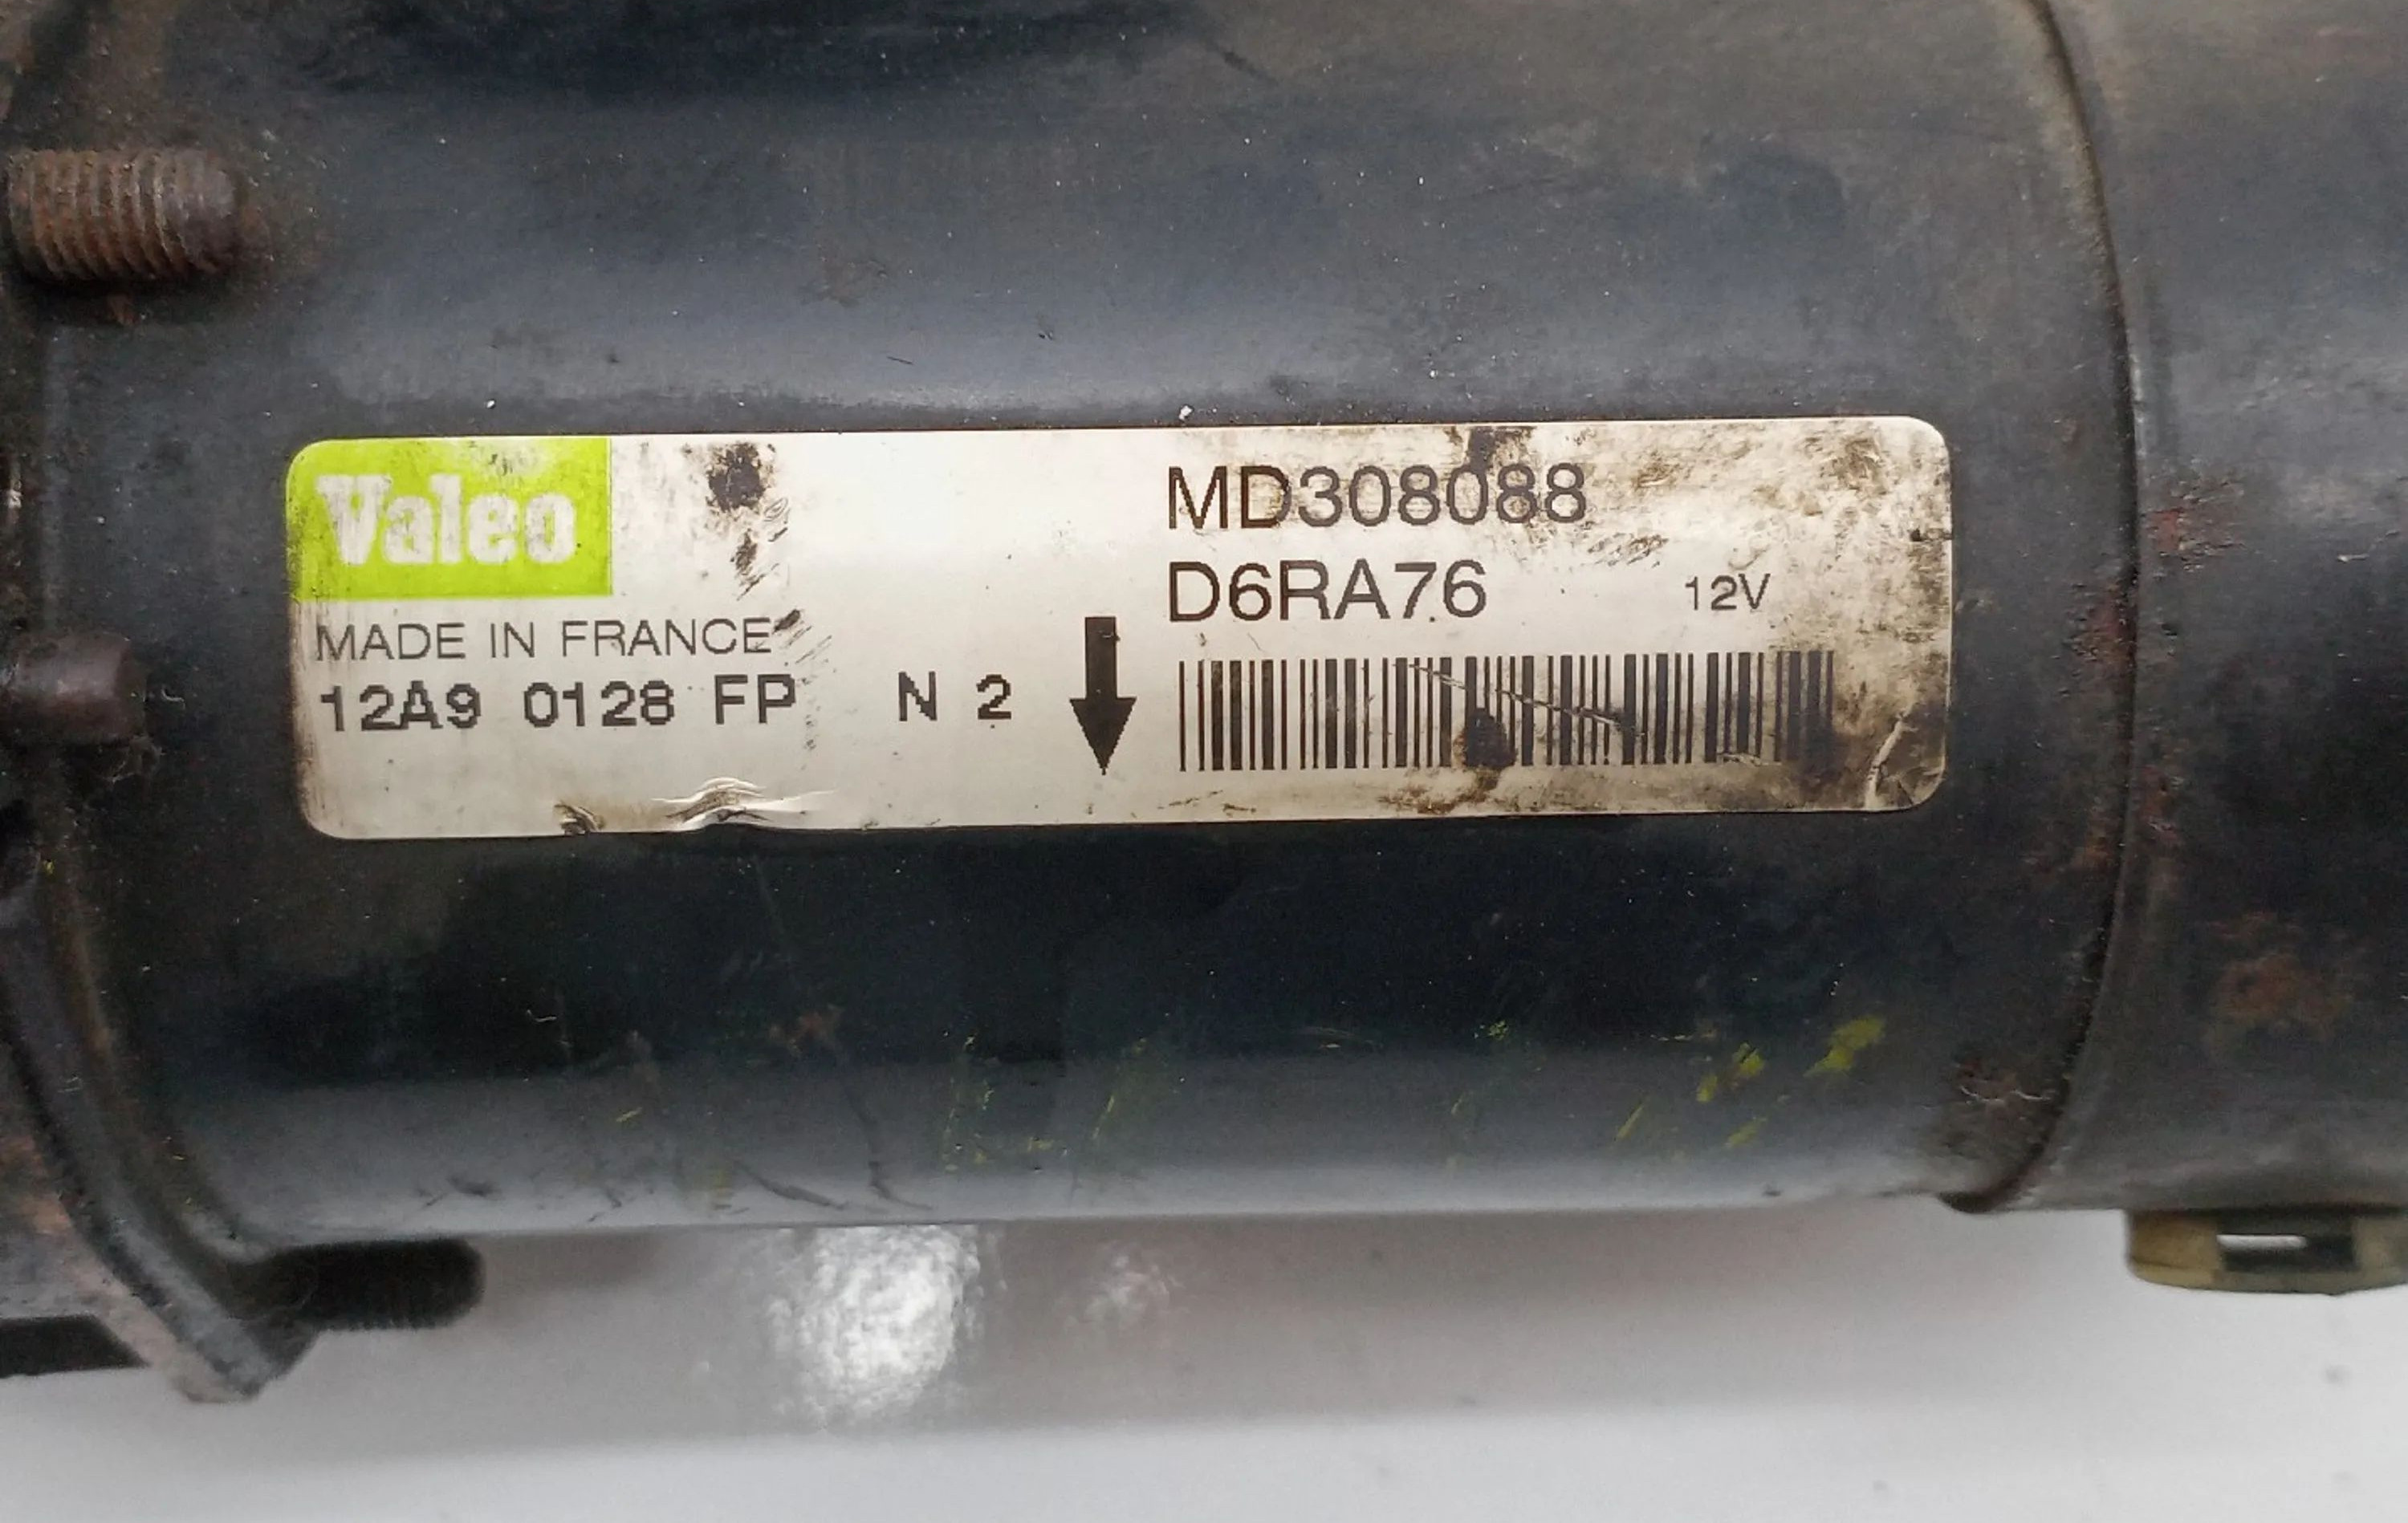 Valeo
MADE IN FRANCE
12A9 0128 FP N 2
MD308088
D6RA76 12V